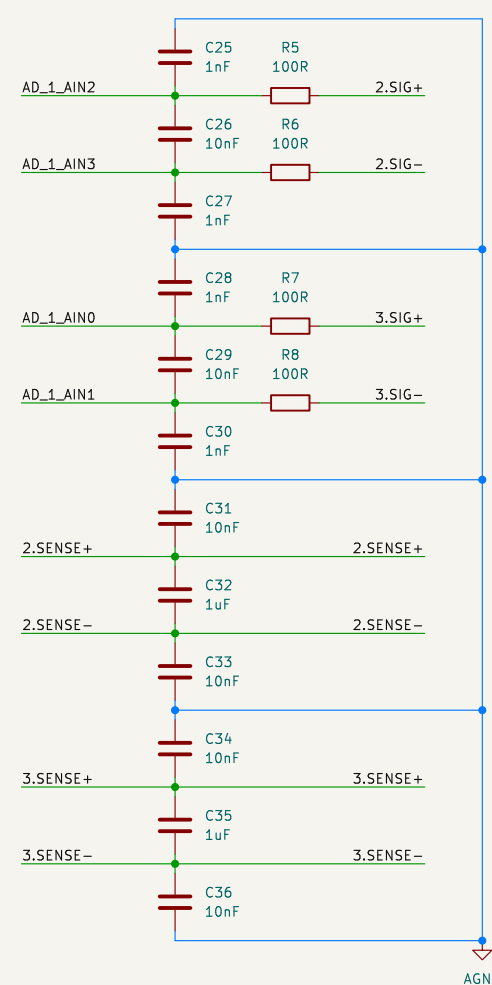 C25 R5
1nF 100R
AD_1_AIN2 2.SIG+
C26 R6
10nF 100R
AD_1_AIN3 2.SIG-
C27
1nF
C28 R7
1nF 100R
AD_1_AIN0 3.SIG+
C29 R8
10nF 100R
AD_1_AIN1 3.SIG-
C30
1nF
C31
10nF
2.SENSE+ 2.SENSE+
C32
1uF
2.SENSE- 2.SENSE-
C33
10nF
C34
10nF
3.SENSE+ 3.SENSE+
C35
1uF
3.SENSE- 3.SENSE-
C36
10nF
AGN